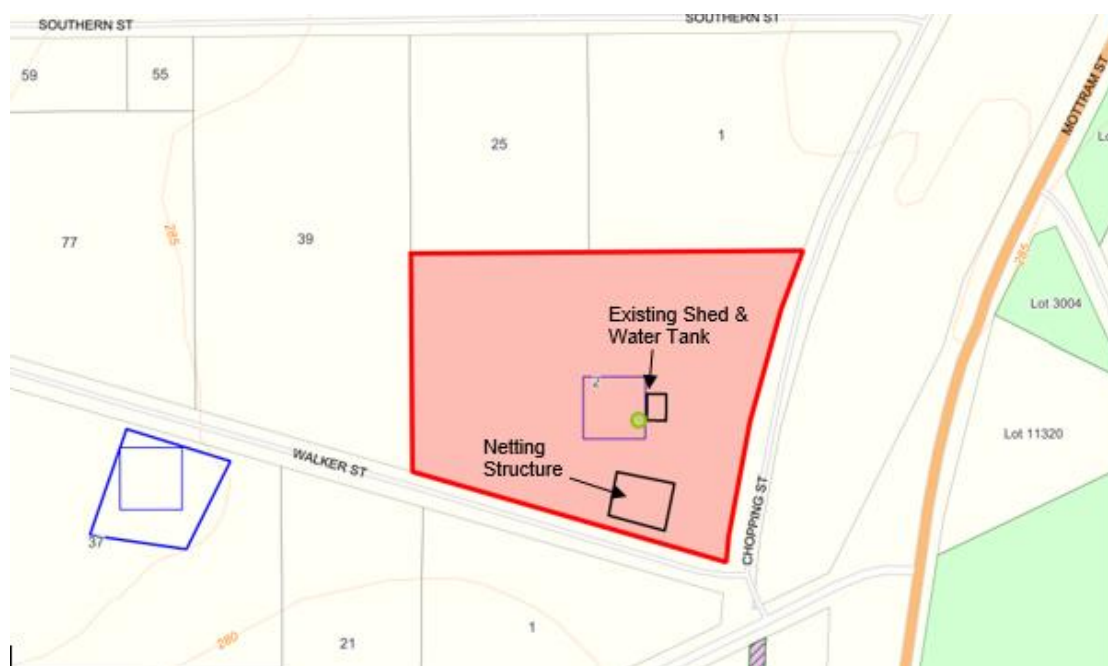 SOUTHERN ST
SOUTHERN ST
59
55
25
1
MOTTRAM ST
77
285
39
285
Lot 3004
Existing Shed &
Water Tank
2
Lot 11320
Netting
Structure
WALKER ST
CHOPPING ST
37
280
21
1